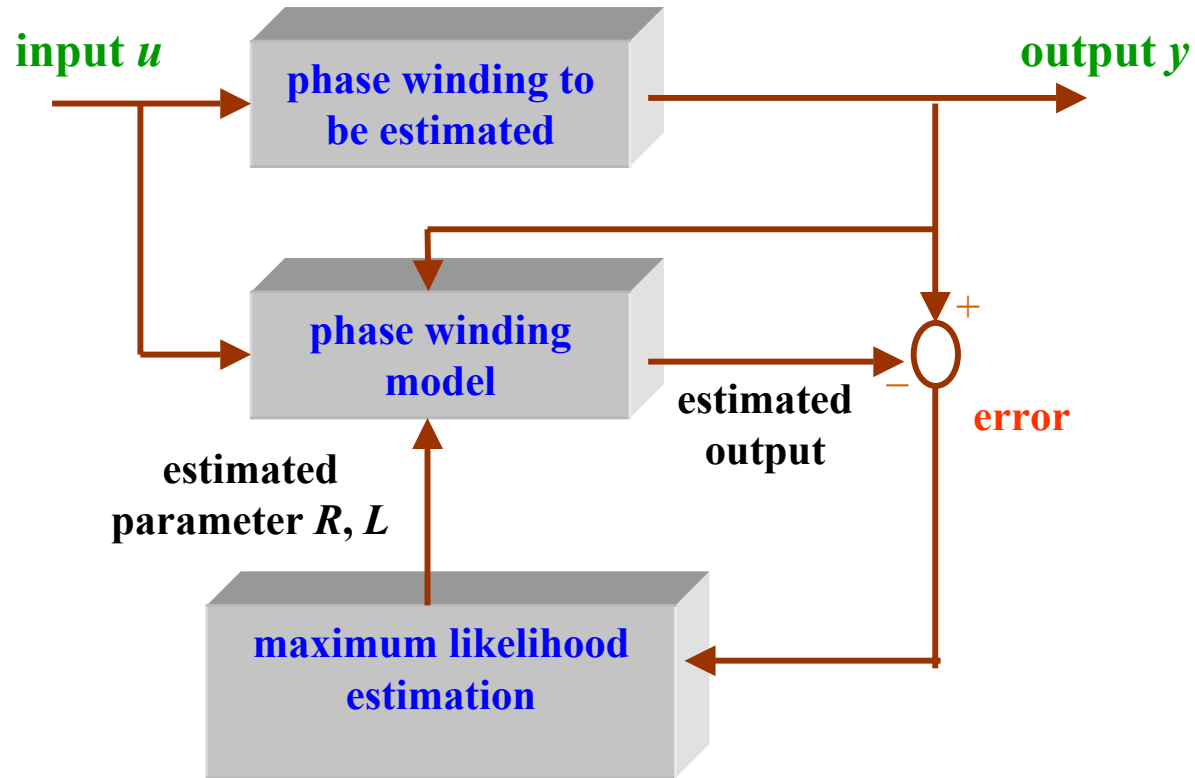 input u
output y
phase winding to
be estimated
+
phase winding
model
−
estimated
output
error
estimated
parameter R, L
maximum likelihood
estimation